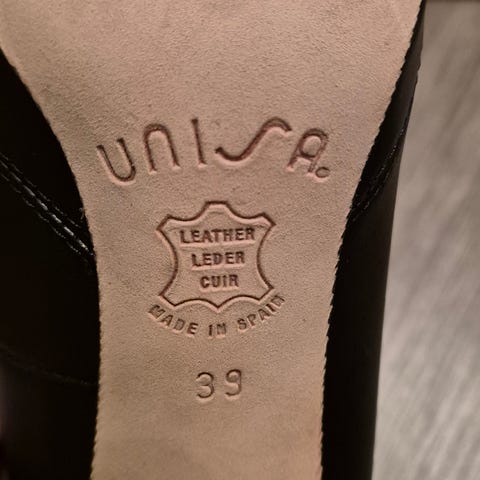 UNISA.
LEATHER
LEDER
CUIR
MADE IN SPAIN
39